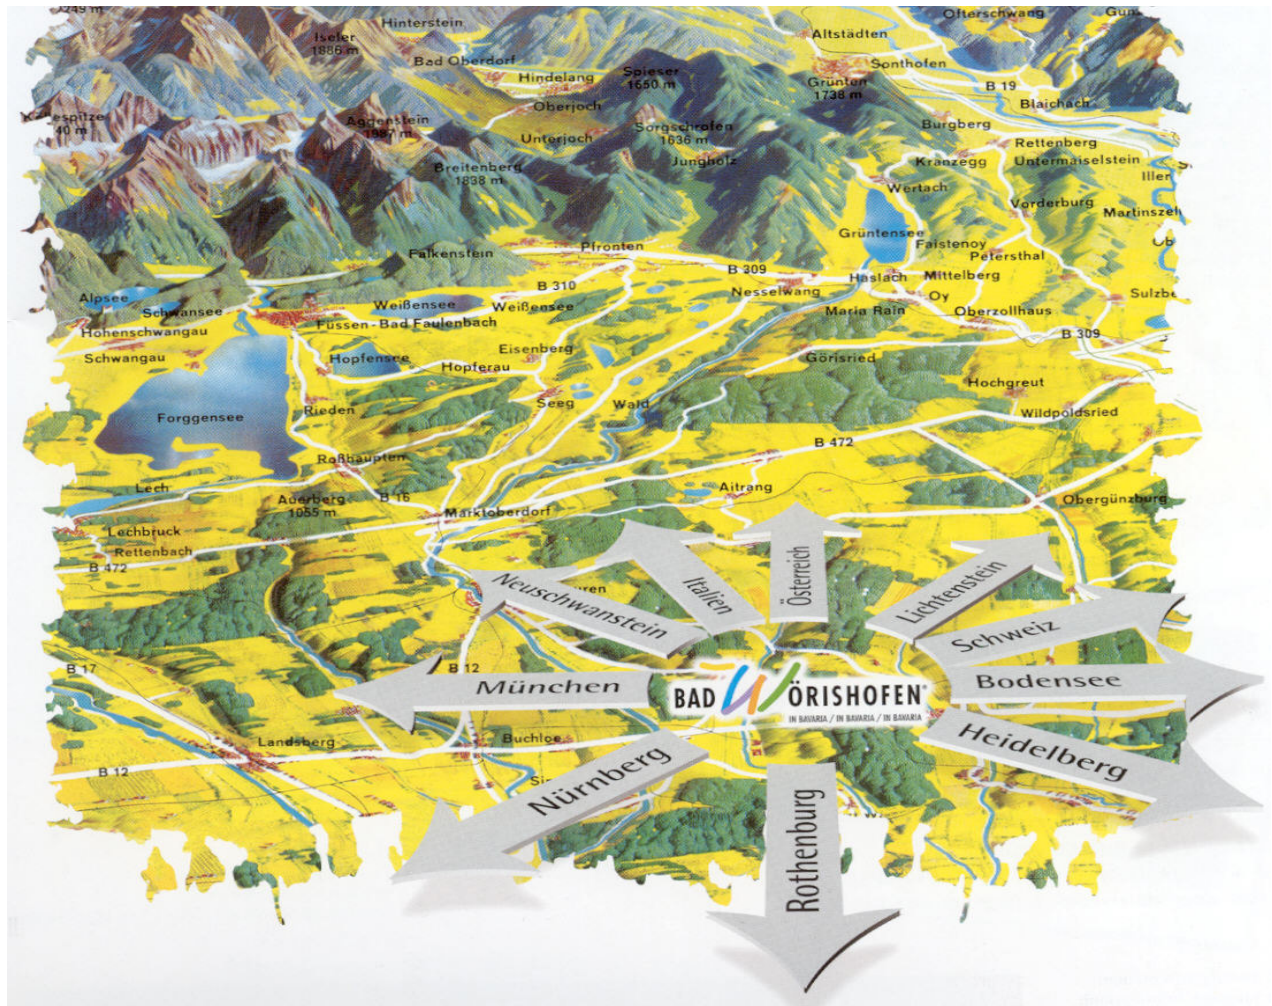 Hinterstein
Ofterschwang
Iseler
1886 m
Altstädten
Bad Oberdorf
Sonthofen
Hindelang
Spieser
1650 m
Grünten
1738 m
B 19
Blaichach
Oberjoch
Aggenstein
1987 m
Burgberg
Unterjoch
Sorgschrofen
1636 m
Rettenberg
Jungholz
Kranzegg
Untermaiselstein
Breitenberg
1838 m
Iller
Wertach
Vorderburg
Grüntensee
Faistenoy
Falkenstein
Pfronten
Petersthal
B 309
Haslach
Mittelberg
B 310
Nesselwang
Oy
Alpsee
Schwansee
Weißensee
Weißensee
Maria Rain
Oberzollhaus
Hohenschwangau
Füssen-Bad Faulenbach
B 309
Schwangau
Hopfensee
Eisenberg
Görisried
Hopferau
Hochgreut
Forggensee
Rieden
Seeg
Wald
Wildpoldsried
B 472
Roßhaupten
Lech
Auerberg
1055 m
B 16
Aitrang
Obergünzburg
Marktoberdorf
Lechbruck
Rettenbach
B 472
Neuschwanstein
Italien
Österreich
Lichtenstein
Schweiz
B 17
B 12
München
BAD WÖRISHOFEN®
IN BAVARIA / IN BAVARIA / IN BAVARIA
Bodensee
Landsberg
Buchloe
Heidelberg
B 12
Nürnberg
Rothenburg